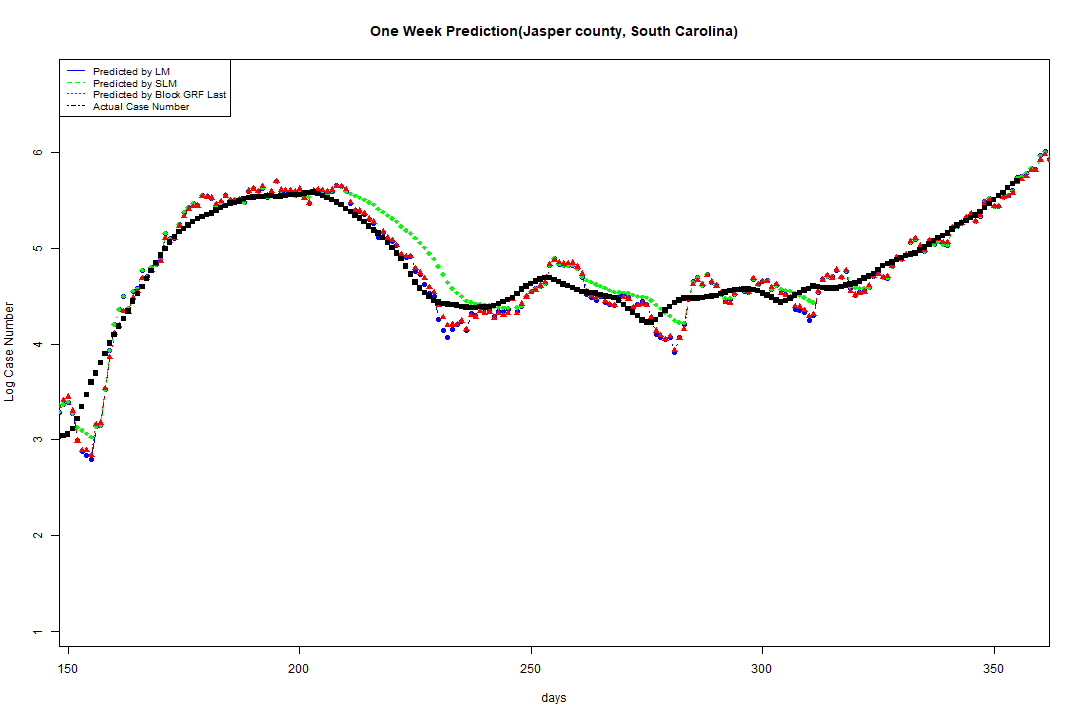 One Week Prediction(Jasper county, South Carolina)
Predicted by LM
Predicted by SLM
Predicted by Block GRF Last
Actual Case Number
6
5
4
3
2
1
Log Case Number
150 200 250 300 350
days